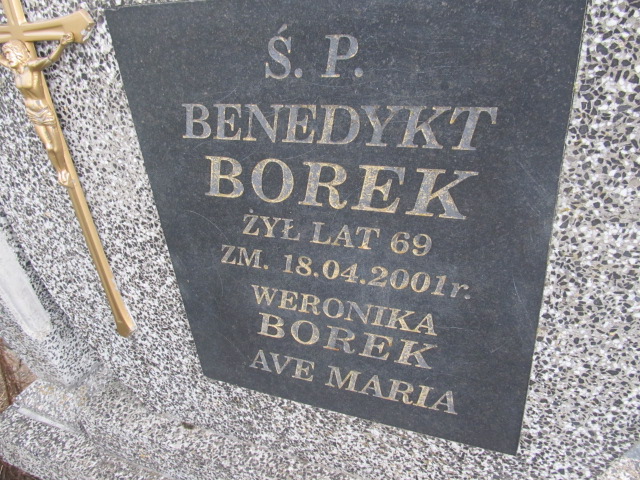 Ś. P.
BENEDYKT
BOREK
ŻYŁ LAT 69
ZM. 18.04.2001r.
WERONIKA
BOREK
AVE MARIA